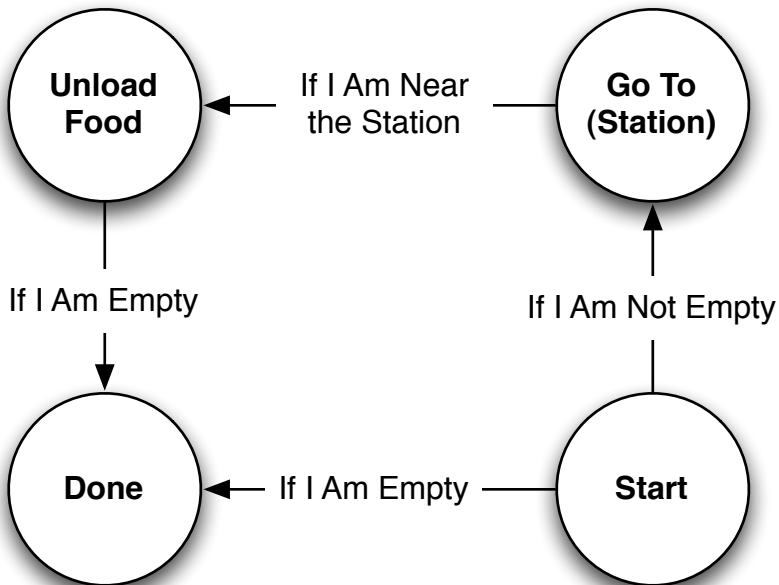 Unload
Food
If I Am Near
the Station
Go To
(Station)
If I Am Empty
If I Am Not Empty
Done
If I Am Empty
Start